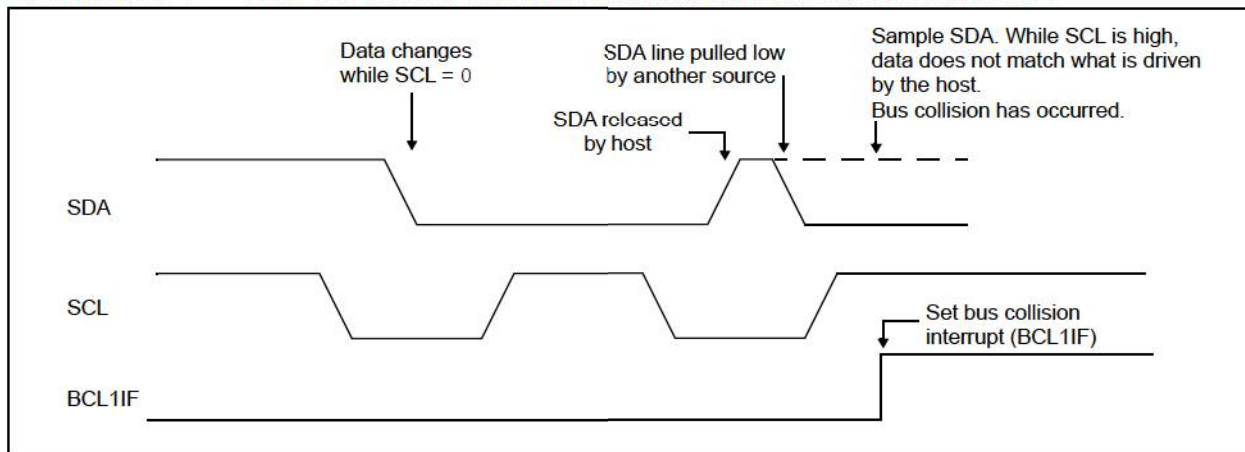 Data changes
while SCL = 0
SDA line pulled low
by another source
Sample SDA. While SCL is high,
data does not match what is driven
by the host.
Bus collision has occurred.
SDA released
by host
SDA
SCL
Set bus collision
interrupt (BCL1IF)
BCL1IF